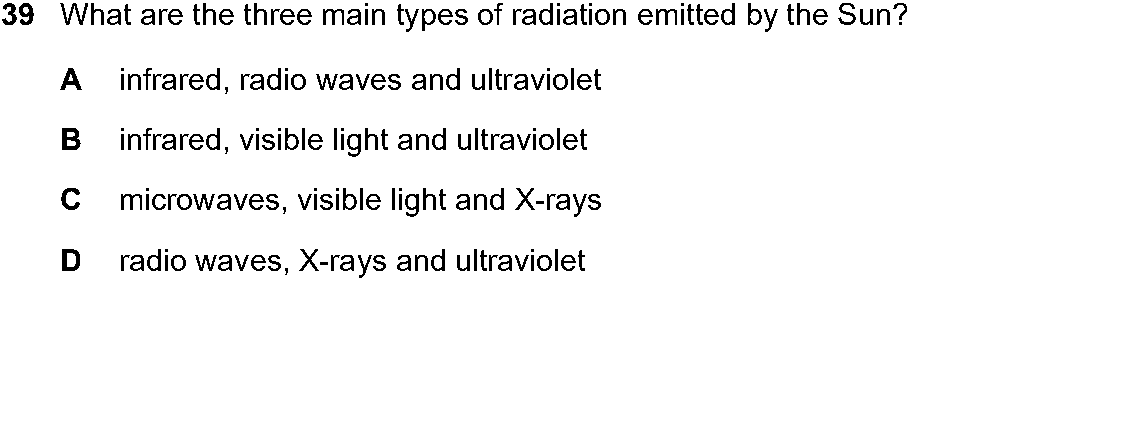 39 What are the three main types of radiation emitted by the Sun?
A infrared, radio waves and ultraviolet
B infrared, visible light and ultraviolet
C microwaves, visible light and X-rays
D radio waves, X-rays and ultraviolet